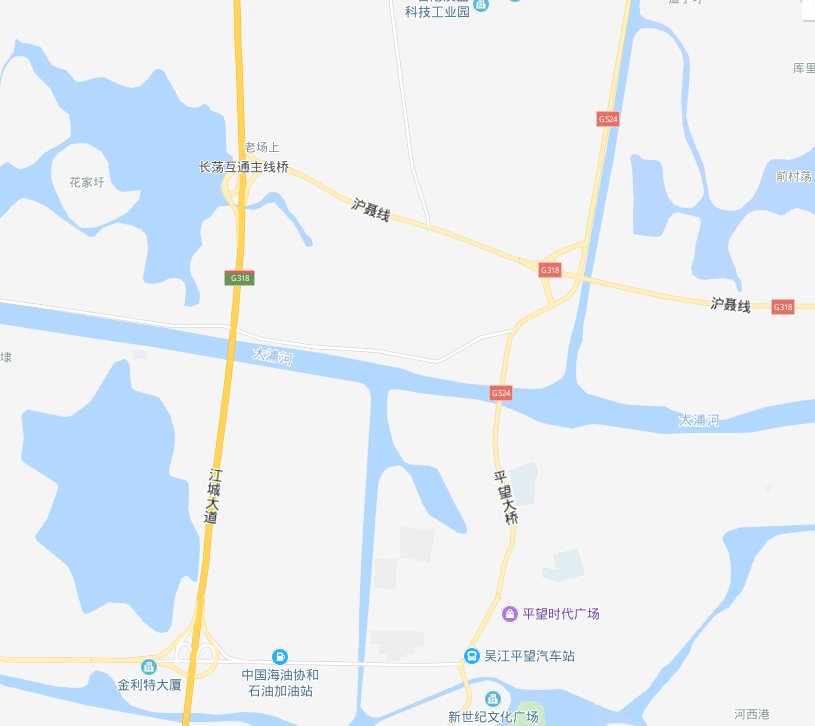 科技工业园
G524
库里
老场上
长荡互通主线桥
花家圩
前村荡
沪聂线
G318
G318
沪聂线
G318
太浦河
埭
G524
太浦河
江城大道
平望大桥
平望时代广场
吴江平望汽车站
中国海油协和
石油加油站
金利特大厦
新世纪文化广场
河西港